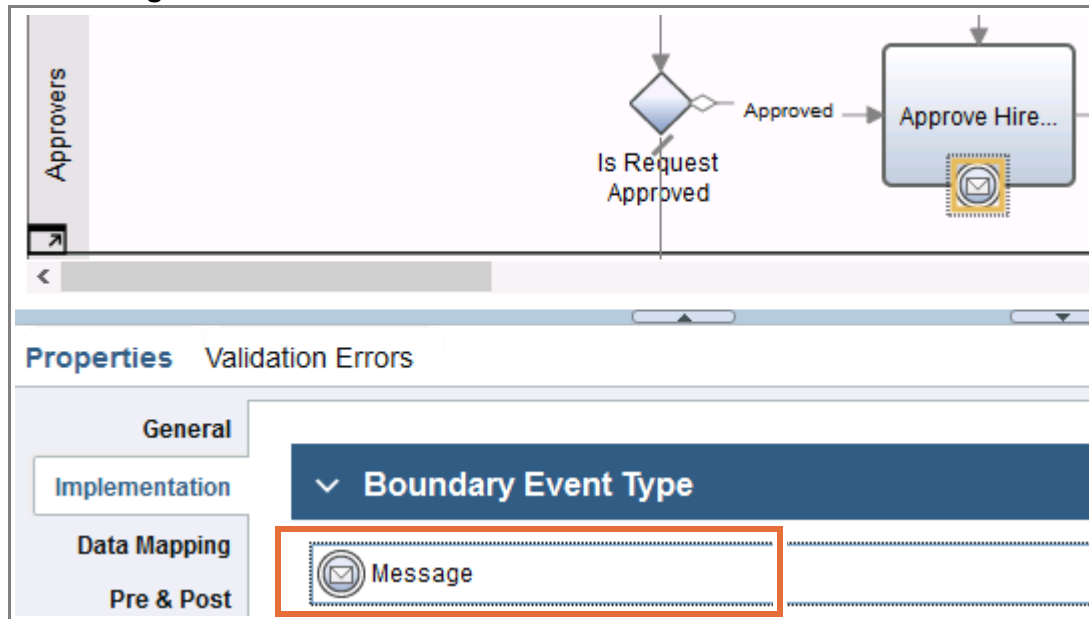 Approvers
Approved
Approve Hire...
Is Request
Approved
Properties Validation Errors
General
Implementation
Boundary Event Type
Data Mapping
Message
Pre & Post